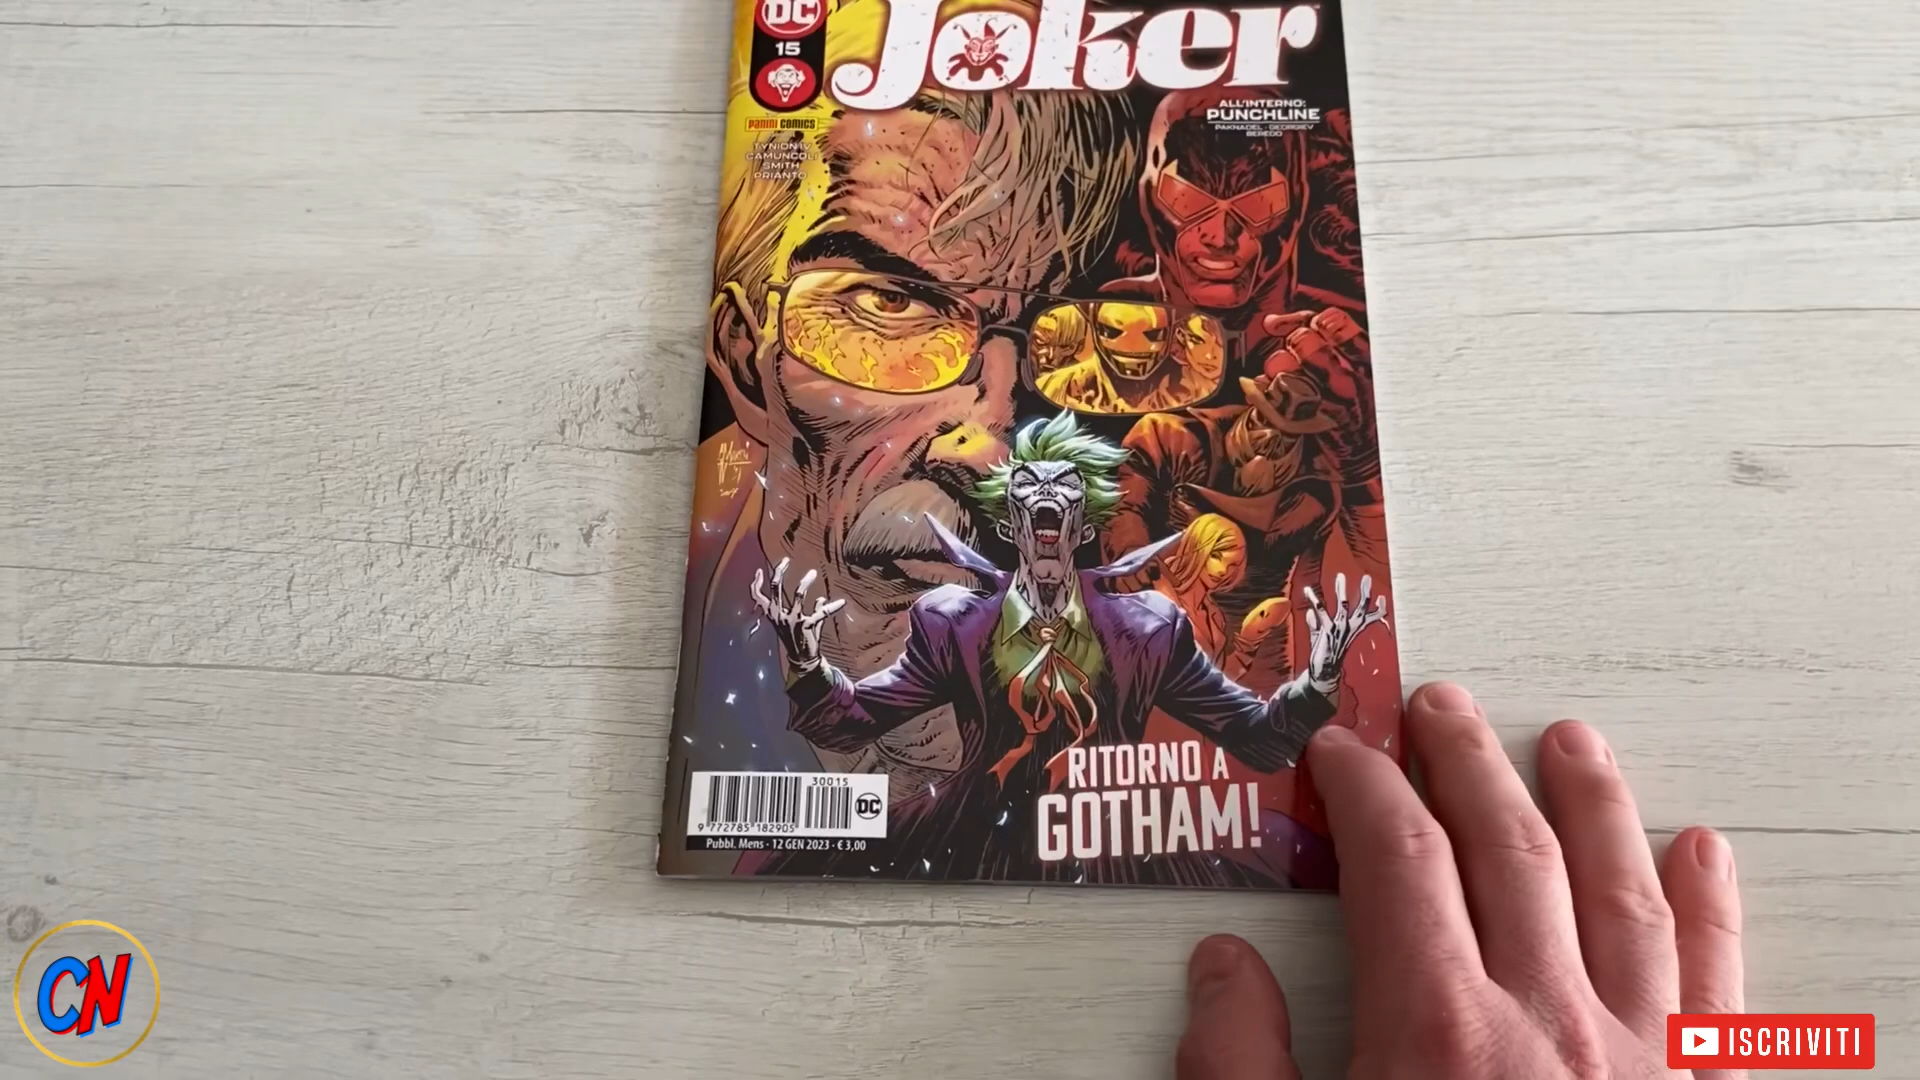 DC
Joker
15
PANINI COMICS
TYNION IV
CAMUNCOLI
SMITH
PRIANTO
ALL'INTERNO:
PUNCHLINE
PAKNADEL • GEORGIEV
BEREDO
RITORNO A
GOTHAM!
30015
9 772785 182905
DC
Pubbl. Mens - 12 GEN 2023 - € 3,00
CN
ISCRIVITI